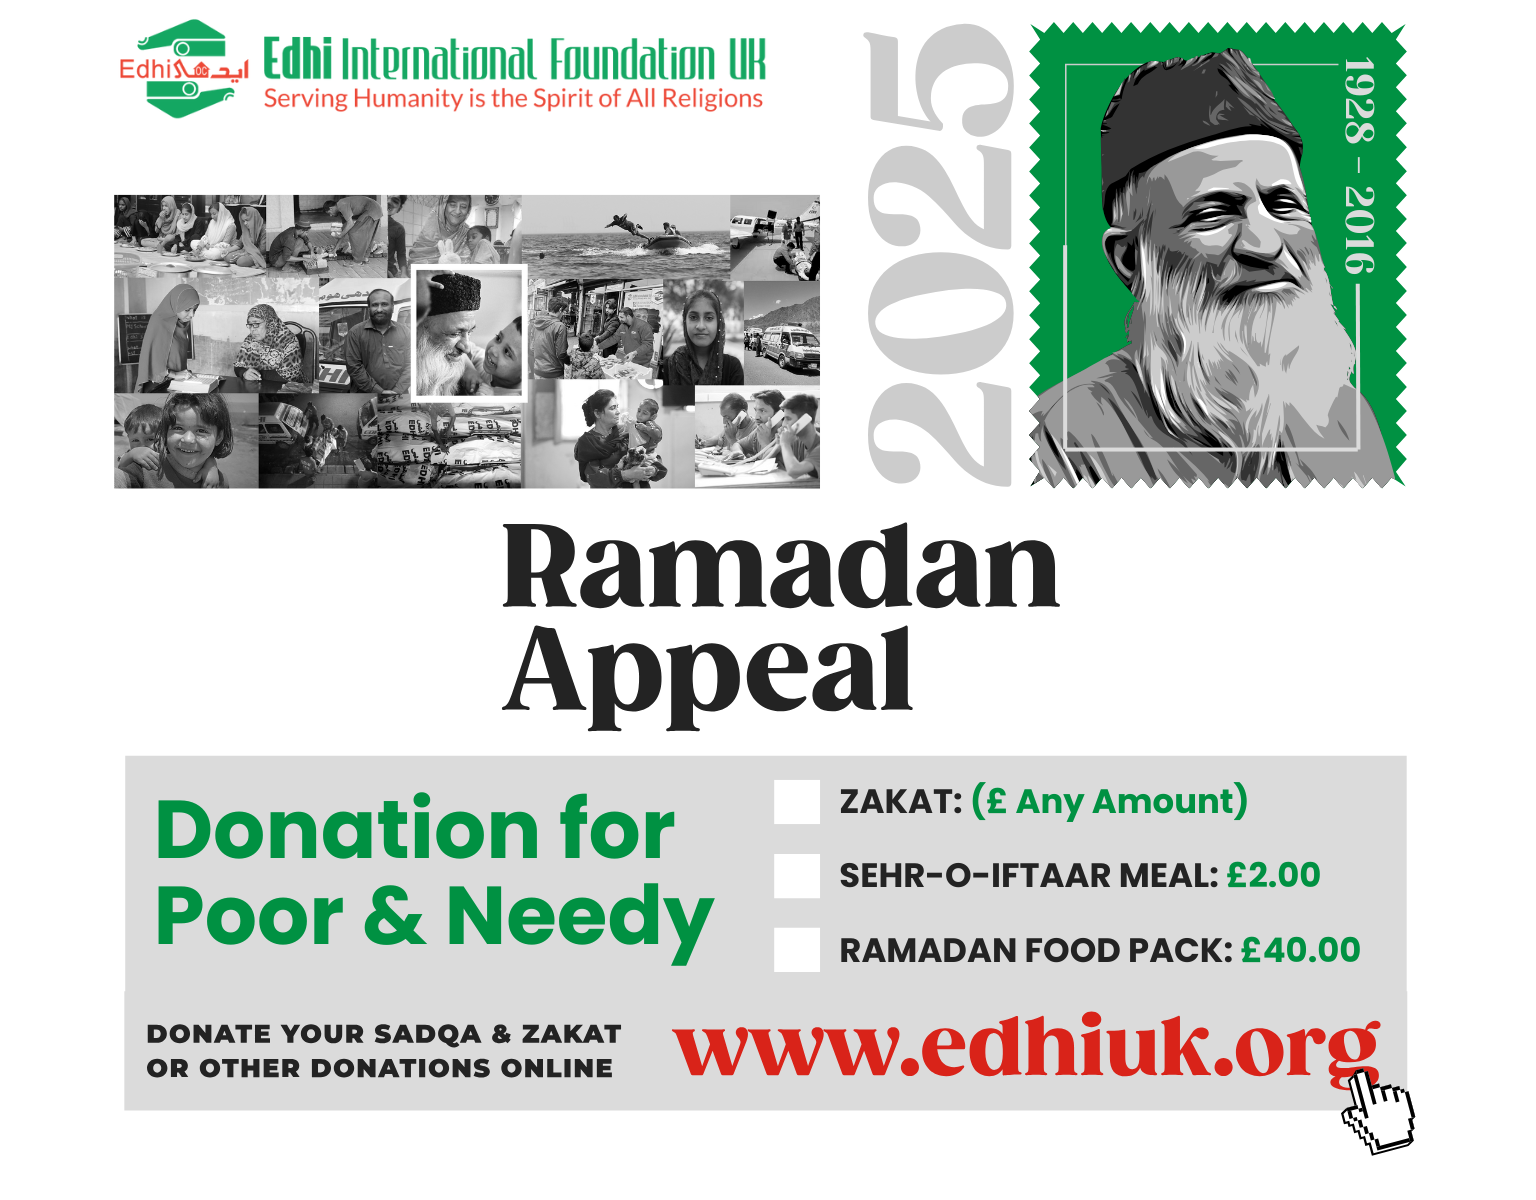 Edhi ایدھی
Edhi International Foundation UK
Serving Humanity is the Spirit of All Religions
2025
1928 - 2016
Ramadan
Appeal
Donation for
Poor & Needy
ZAKAT: (£ Any Amount)
SEHR-O-IFTAAR MEAL: £2.00
RAMADAN FOOD PACK: £40.00
DONATE YOUR SADQA & ZAKAT
OR OTHER DONATIONS ONLINE
www.edhiuk.org